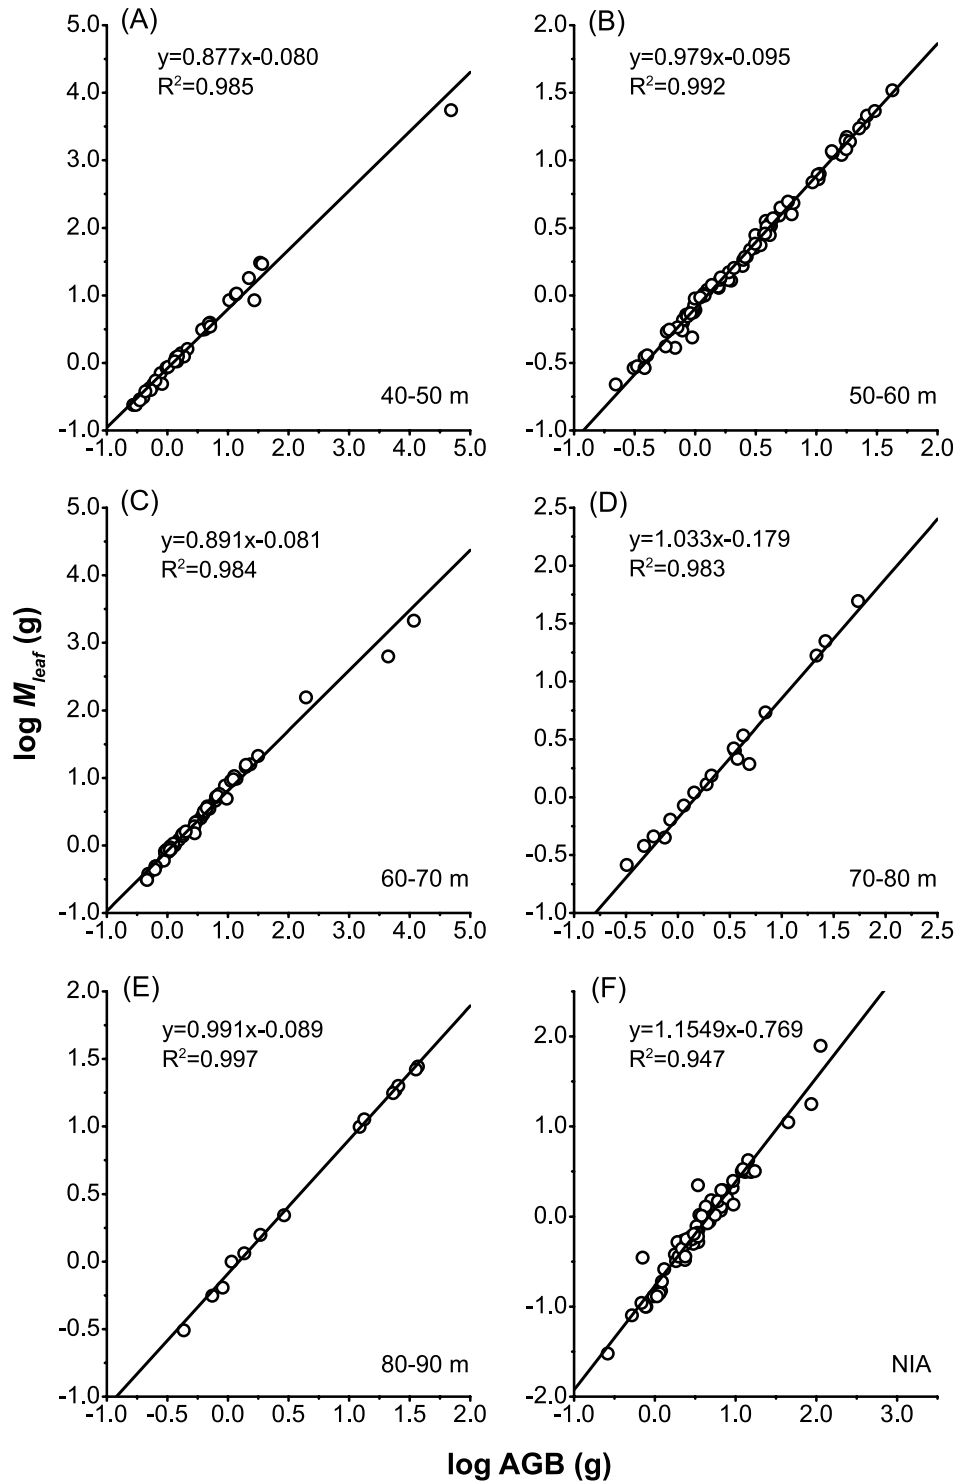 (A)
y=0.877x-0.080
R²=0.985
5.0
4.0
3.0
2.0
1.0
0.0
-1.0
40-50 m
-1.0 0.0 1.0 2.0 3.0 4.0 5.0
(B)
y=0.979x-0.095
R²=0.992
2.0
1.5
1.0
0.5
0.0
-0.5
-1.0
50-60 m
-1.0 -0.5 0.0 0.5 1.0 1.5 2.0
(C)
y=0.891x-0.081
R²=0.984
5.0
4.0
3.0
2.0
1.0
0.0
-1.0
60-70 m
-1.0 0.0 1.0 2.0 3.0 4.0 5.0
(D)
y=1.033x-0.179
R²=0.983
2.5
2.0
1.5
1.0
0.5
0.0
-0.5
-1.0
70-80 m
-1.0 -0.5 0.0 0.5 1.0 1.5 2.0 2.5
log M_leaf (g)
(E)
y=0.991x-0.089
R²=0.997
2.0
1.5
1.0
0.5
0.0
-0.5
-1.0
80-90 m
-1.0 -0.5 0.0 0.5 1.0 1.5 2.0
(F)
y=1.1549x-0.769
R²=0.947
2.0
1.0
0.0
-1.0
-2.0
NIA
-1.0 0.0 1.0 2.0 3.0
log AGB (g)